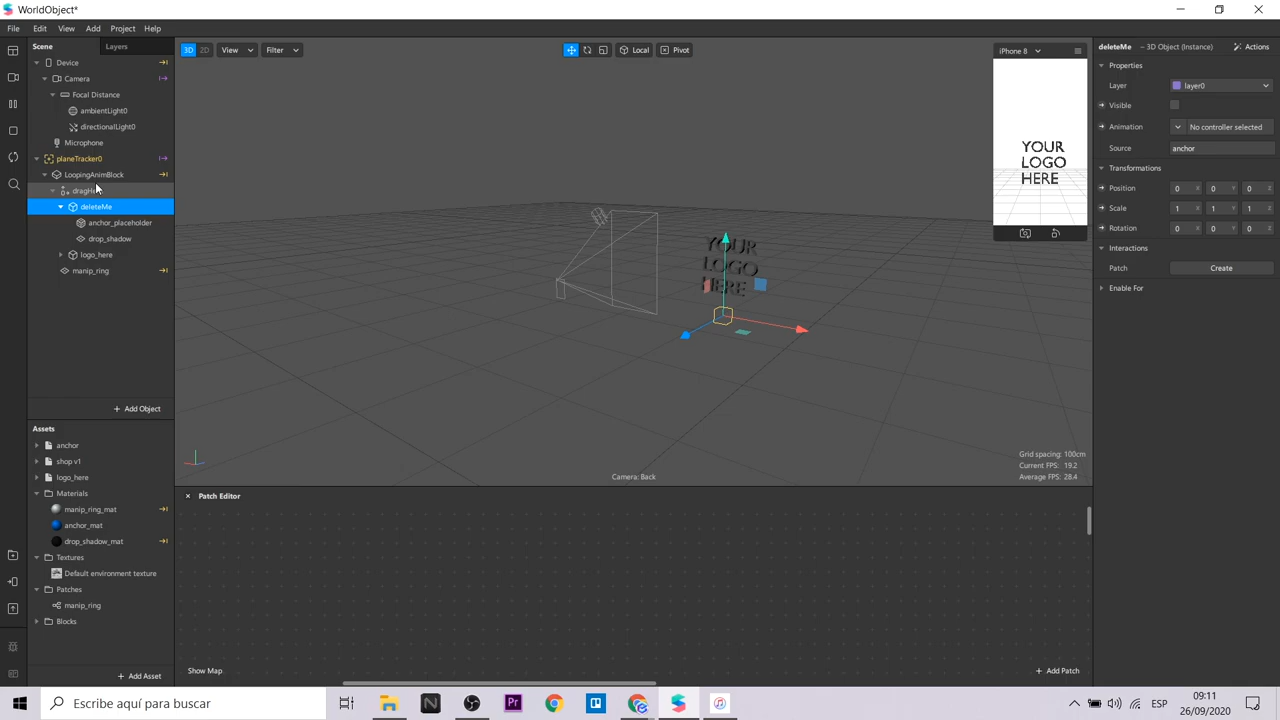 WorldObject*
File Edit View Add Project Help
Scene Layers
3D 2D View Filter Local Pivot
iPhone 8
deleteMe – 3D Object (Instance) Actions
Device
Camera
Focal Distance
ambientLight0
directionalLight0
Microphone
planeTracker0
LoopingAnimBlock
deleteMe
anchor_placeholder
drop_shadow
logo_here
manip_ring
Add Object
YOUR
LOGO
HERE
YOUR
LOGO
HERE
Grid spacing: 100cm
Current FPS: 19.2
Average FPS: 28.4
Camera: Back
Properties
Layer layer0
Visible
Animation No controller selected
Source anchor
Transformations
Position 0 X 0 Y 0 Z
Scale 1 X 1 Y 1 Z
Rotation 0 X 0 Y 0 Z
Interactions
Patch Create
Enable For
Assets
anchor
shop v1
logo_here
Materials
manip_ring_mat
anchor_mat
drop_shadow_mat
Textures
Default environment texture
Patches
manip_ring
Blocks
Add Asset
Patch Editor
Show Map
Add Patch
Escribe aquí para buscar
ESP
09:11
26/09/2020